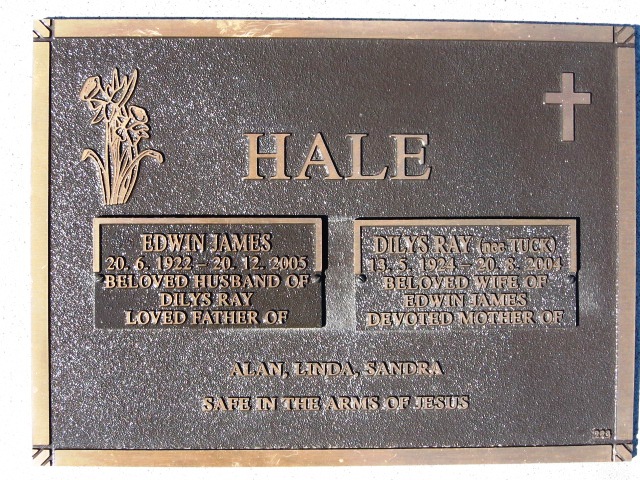 HALE
EDWIN JAMES
20. 6. 1922 – 20. 12. 2005
BELOVED HUSBAND OF
DILYS RAY
LOVED FATHER OF
DILYS RAY (nee TUCK)
13. 5. 1924 – 20. 8. 2004
BELOVED WIFE OF
EDWIN JAMES
DEVOTED MOTHER OF
ALAN, LINDA, SANDRA
SAFE IN THE ARMS OF JESUS